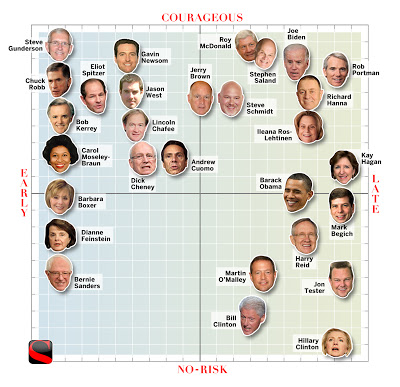 COURAGEOUS
Steve
Gunderson
Gavin
Newsom
Roy
McDonald
Joe
Biden
Rob
Portman
Chuck
Robb
Eliot
Spitzer
Jason
West
Jerry
Brown
Stephen
Saland
Steve
Schmidt
Richard
Hanna
Bob
Kerrey
Lincoln
Chafee
Ileana Ros-
Lehtinen
Carol
Moseley-
Braun
Dick
Cheney
Andrew
Cuomo
Kay
Hagan
EARLY
LATE
Barbara
Boxer
Barack
Obama
Mark
Begich
Dianne
Feinstein
Harry
Reid
Bernie
Sanders
Martin
O'Malley
Jon
Tester
Bill
Clinton
Hillary
Clinton
S
NO-RISK